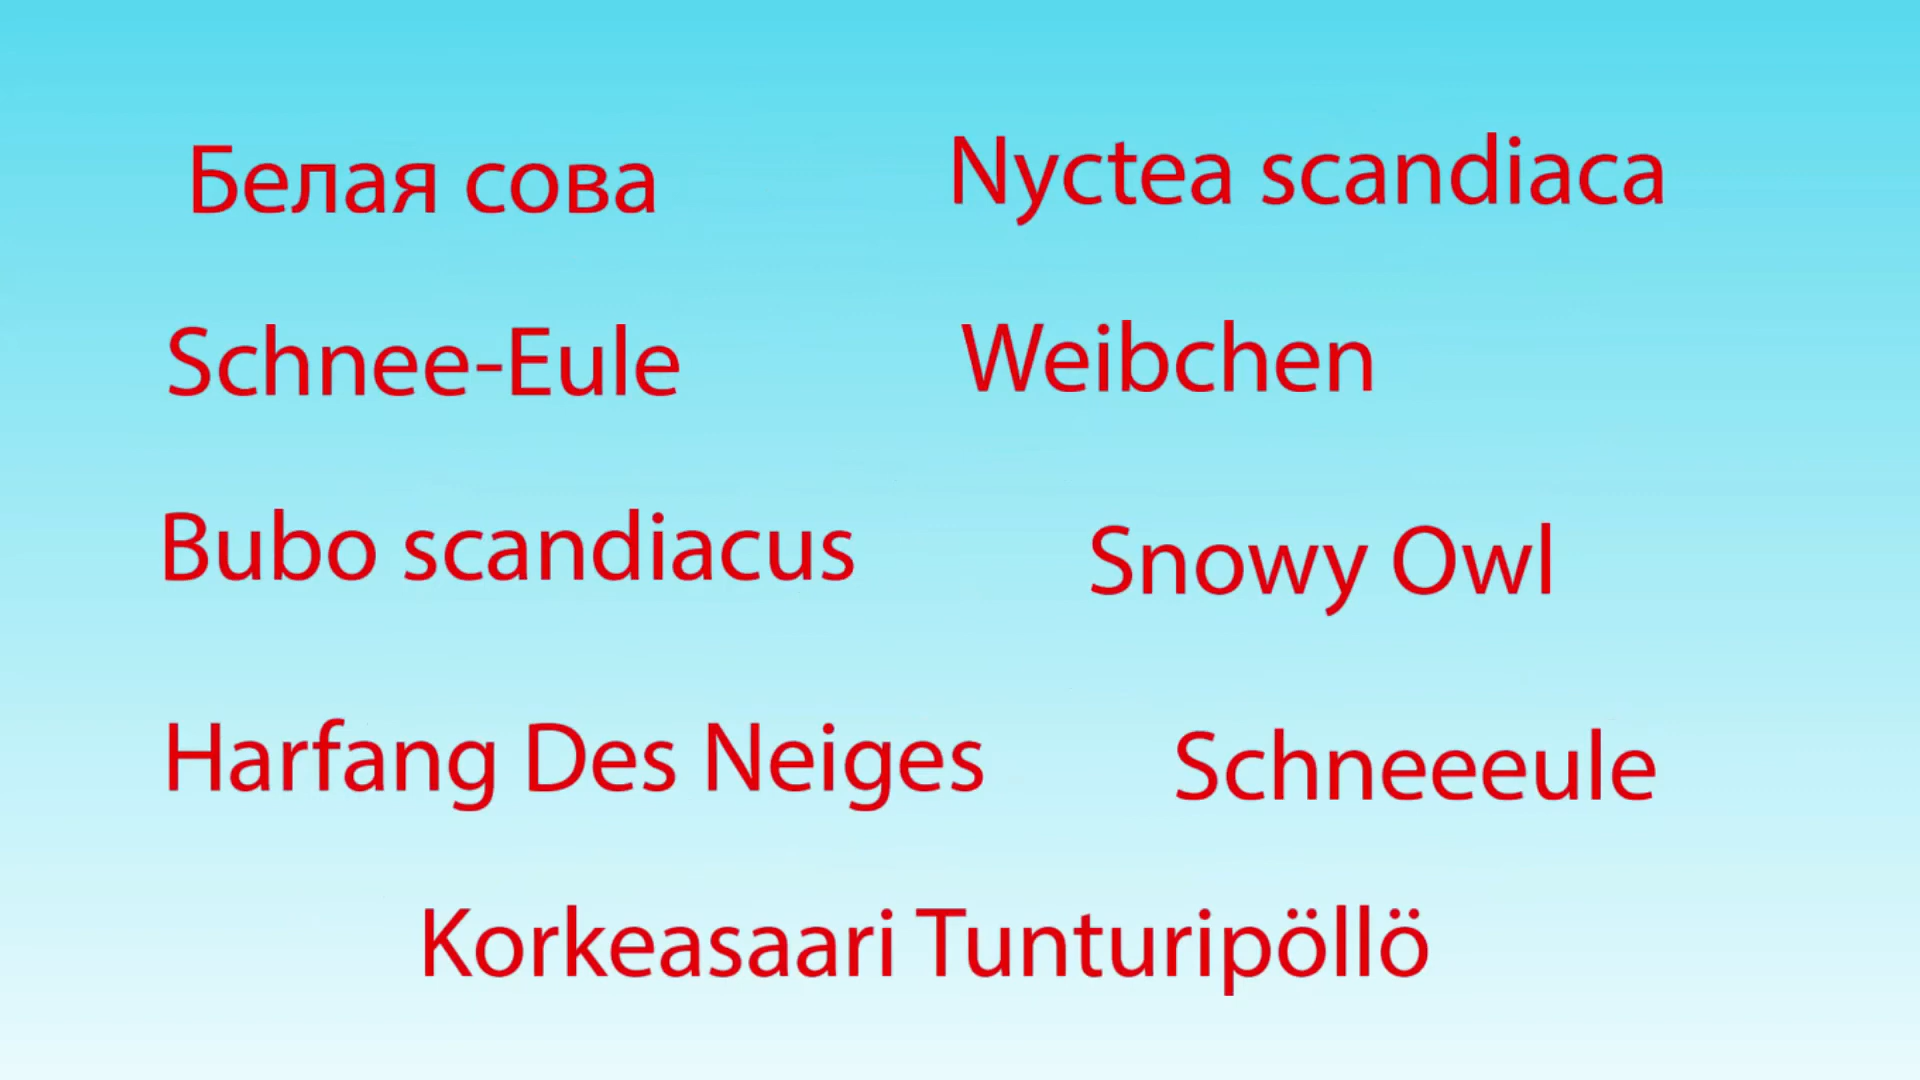 Белая сова
Nyctea scandiaca
Schnee-Eule
Weibchen
Bubo scandiacus
Snowy Owl
Harfang Des Neiges
Schneeeule
Korkeasaari Tunturipöllö